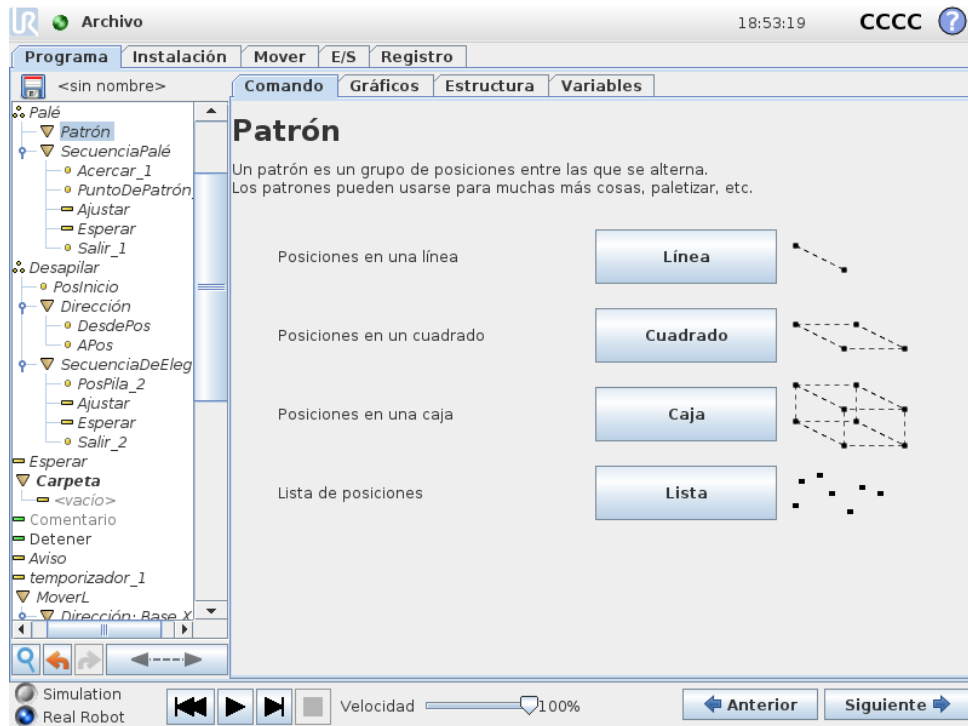 Archivo
18:53:19
CCCC
?
Programa Instalación Mover E/S Registro
<sin nombre>
Comando Gráficos Estructura Variables
Palé
Patrón
SecuenciaPalé
Acercar_1
PuntoDePatrón_
Ajustar
Esperar
Salir_1
Desapilar
PosInicio
Dirección
DesdePos
APos
SecuenciaDeEleg
PosPila_2
Ajustar
Esperar
Salir_2
Esperar
Carpeta
<vacío>
Comentario
Detener
Aviso
temporizador_1
MoverL
Dirección: Base X
Patrón
Un patrón es un grupo de posiciones entre las que se alterna.
Los patrones pueden usarse para muchas más cosas, paletizar, etc.
Posiciones en una línea
Línea
Posiciones en un cuadrado
Cuadrado
Posiciones en una caja
Caja
Lista de posiciones
Lista
Simulation
Real Robot
Velocidad 100%
Anterior
Siguiente